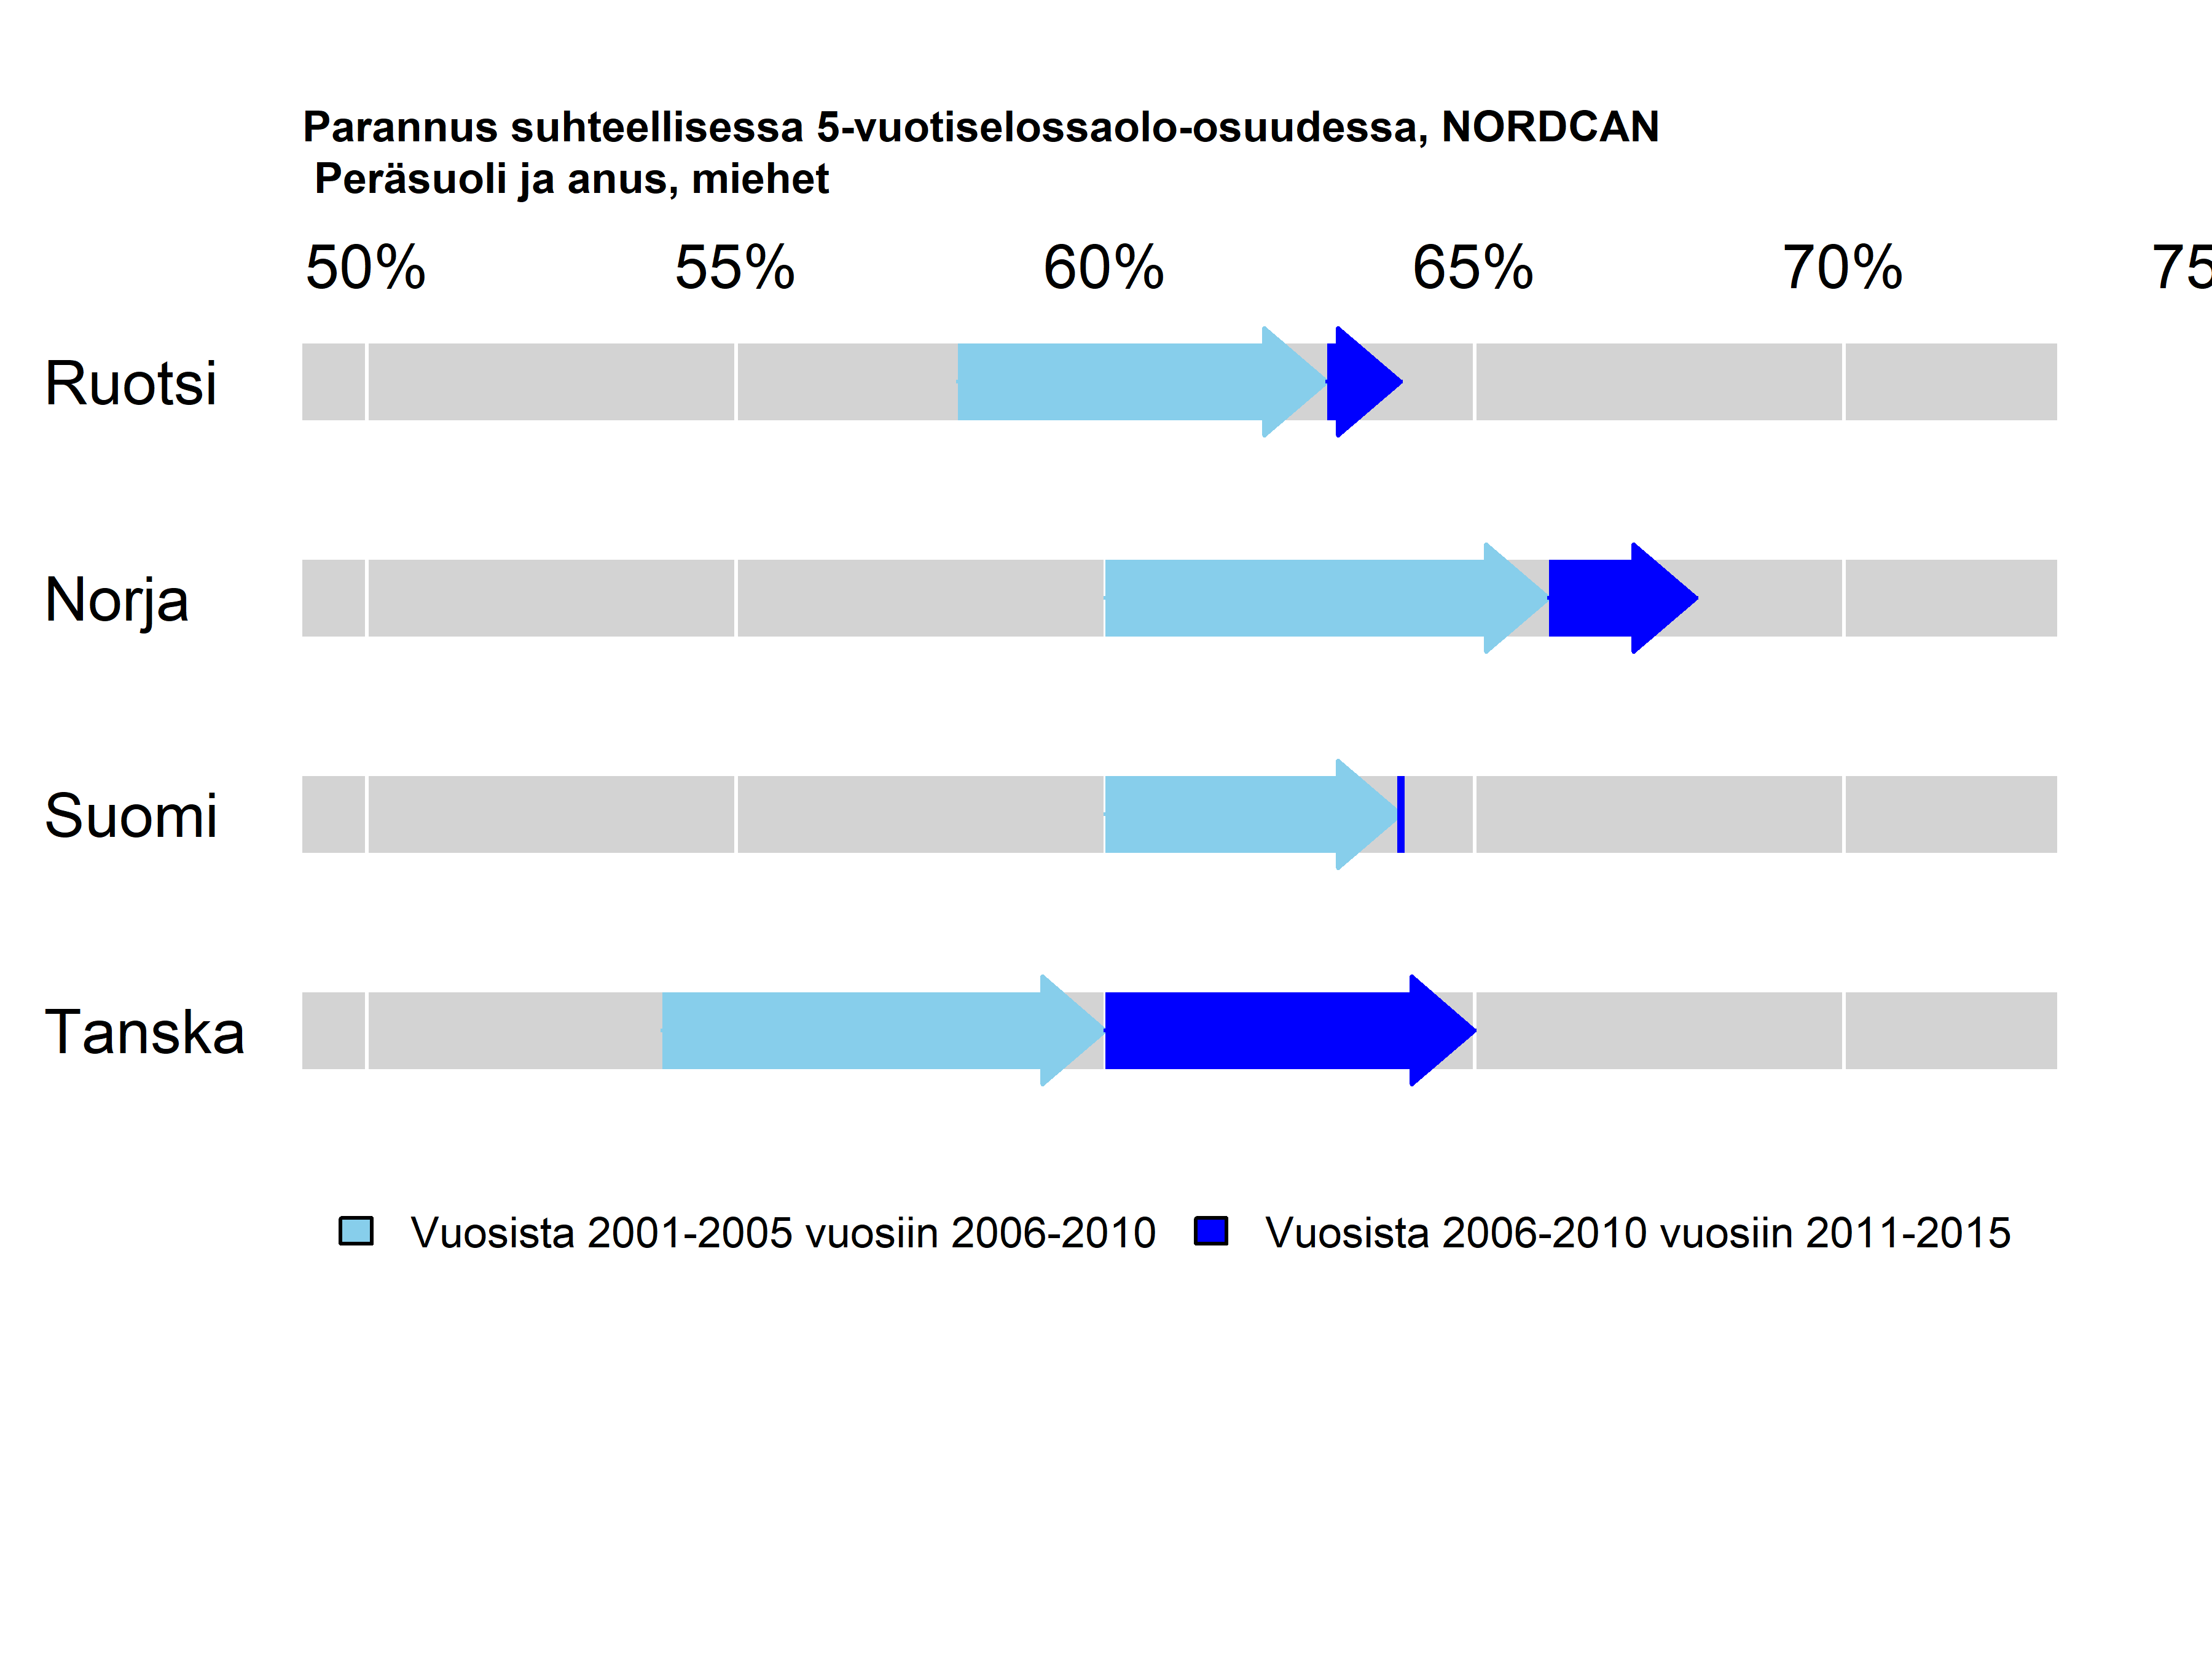 Parannus suhteellisessa 5-vuotiselossaolo-osuudessa, NORDCAN
Peräsuoli ja anus, miehet
50% 55% 60% 65% 70% 75
Ruotsi
Norja
Suomi
Tanska
Vuosista 2001-2005 vuosiin 2006-2010 Vuosista 2006-2010 vuosiin 2011-2015